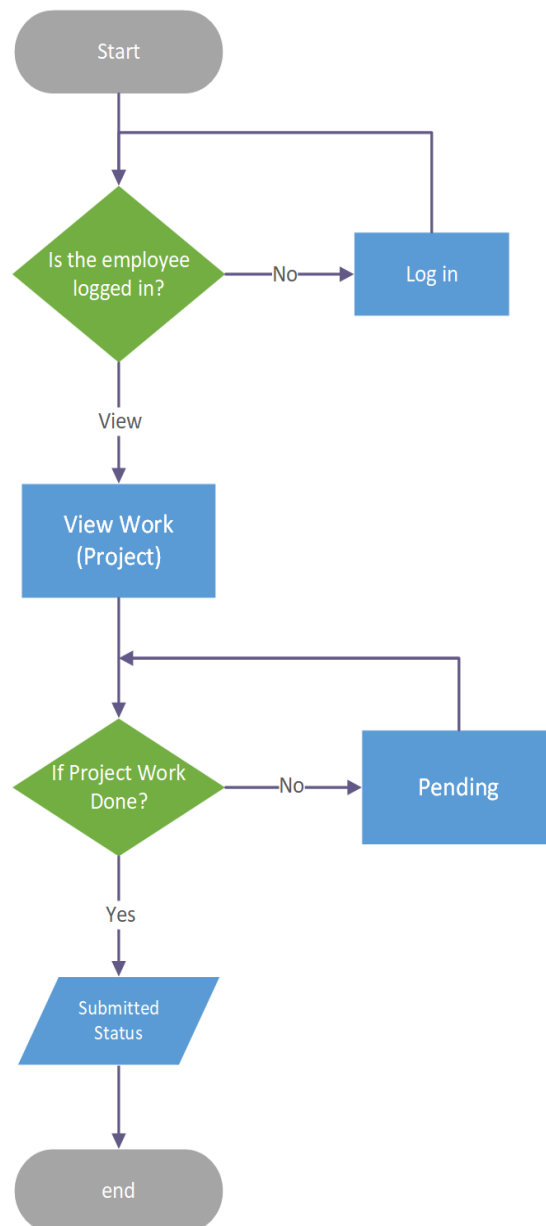 Start
Is the employee
logged in?
No
Log in
View
View Work
(Project)
If Project Work
Done?
No
Pending
Yes
Submitted
Status
end